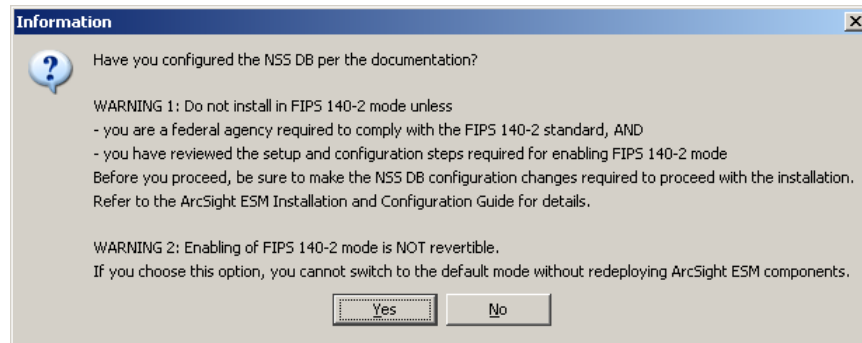 Information
Have you configured the NSS DB per the documentation?
WARNING 1: Do not install in FIPS 140-2 mode unless
- you are a federal agency required to comply with the FIPS 140-2 standard, AND
- you have reviewed the setup and configuration steps required for enabling FIPS 140-2 mode
Before you proceed, be sure to make the NSS DB configuration changes required to proceed with the installation.
Refer to the ArcSight ESM Installation and Configuration Guide for details.
WARNING 2: Enabling of FIPS 140-2 mode is NOT revertible.
If you choose this option, you cannot switch to the default mode without redeploying ArcSight ESM components.
Yes No